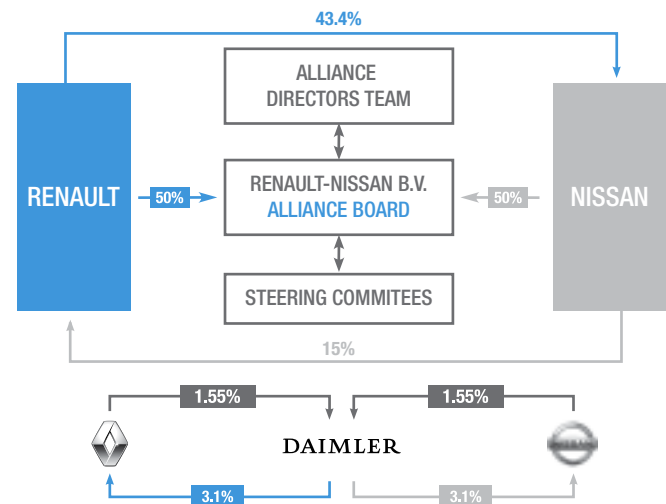 43.4%
ALLIANCE
DIRECTORS TEAM
RENAULT
50%
RENAULT-NISSAN B.V.
ALLIANCE BOARD
50%
NISSAN
STEERING COMMITEES
15%
1.55%
1.55%
DAIMLER
NISSAN
3.1%
3.1%